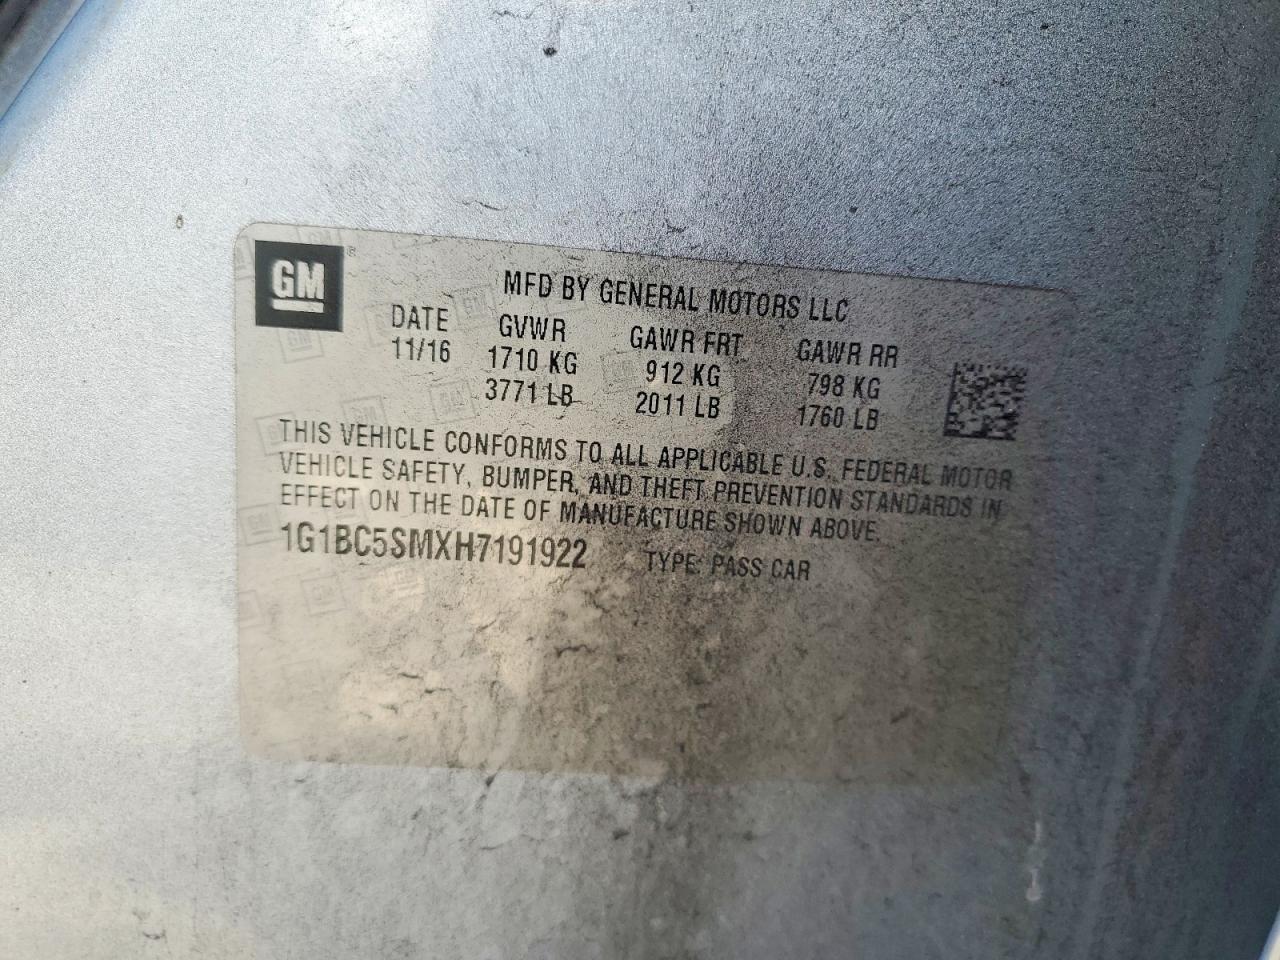 GM
MFD BY GENERAL MOTORS LLC
DATE GVWR GAWR FRT GAWR RR
11/16 1710 KG 912 KG 798 KG
3771 LB 2011 LB 1760 LB
THIS VEHICLE CONFORMS TO ALL APPLICABLE U.S. FEDERAL MOTOR
VEHICLE SAFETY, BUMPER, AND THEFT PREVENTION STANDARDS IN
EFFECT ON THE DATE OF MANUFACTURE SHOWN ABOVE.
1G1BC5SMXH7191922 TYPE: PASS CAR